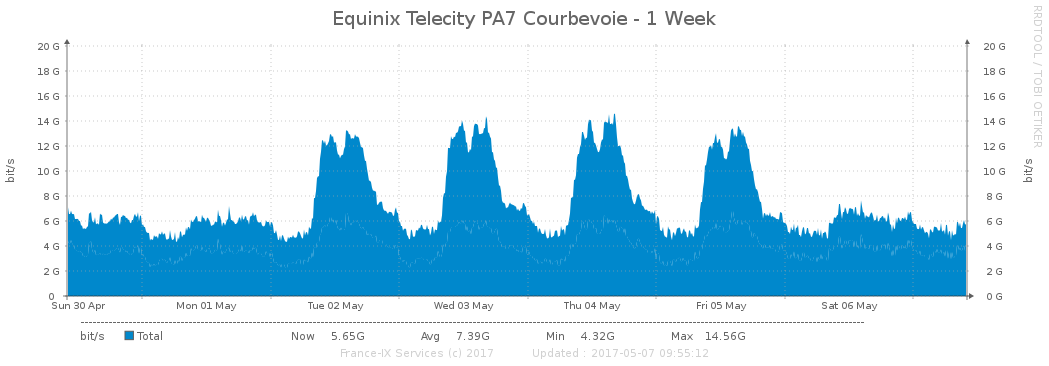 Equinix Telecity PA7 Courbevoie - 1 Week
RRDTOOL / TOBI OETIKER
20 G 20 G
18 G 18 G
16 G 16 G
14 G 14 G
12 G 12 G
10 G 10 G
8 G 8 G
6 G 6 G
4 G 4 G
2 G 2 G
0 0 G
bit/s
bit/s
Sun 30 Apr Mon 01 May Tue 02 May Wed 03 May Thu 04 May Fri 05 May Sat 06 May
bit/s Total Now 5.65G Avg 7.39G Min 4.32G Max 14.56G
France-IX Services (c) 2017 Updated : 2017-05-07 09:55:12